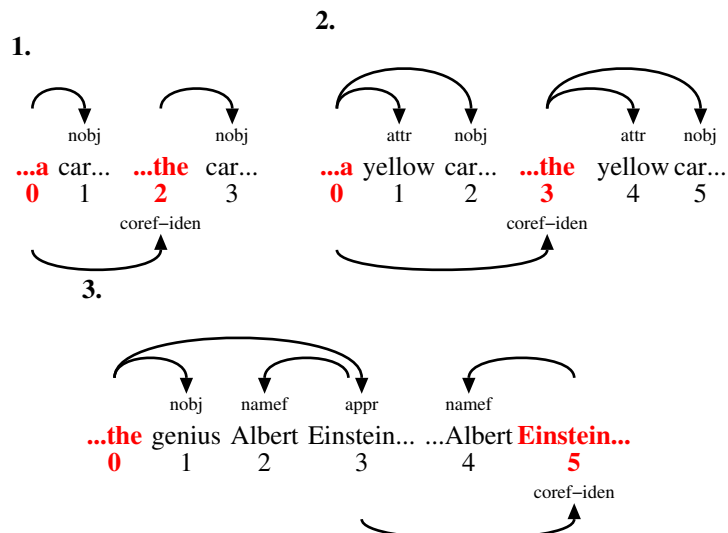 1.
nobj nobj
...a car... ...the car...
0 1 2 3
coref−iden
2.
attr nobj attr nobj
...a yellow car... ...the yellow car...
0 1 2 3 4 5
coref−iden
3.
nobj namef appr namef
...the genius Albert Einstein... ...Albert Einstein...
0 1 2 3 4 5
coref−iden